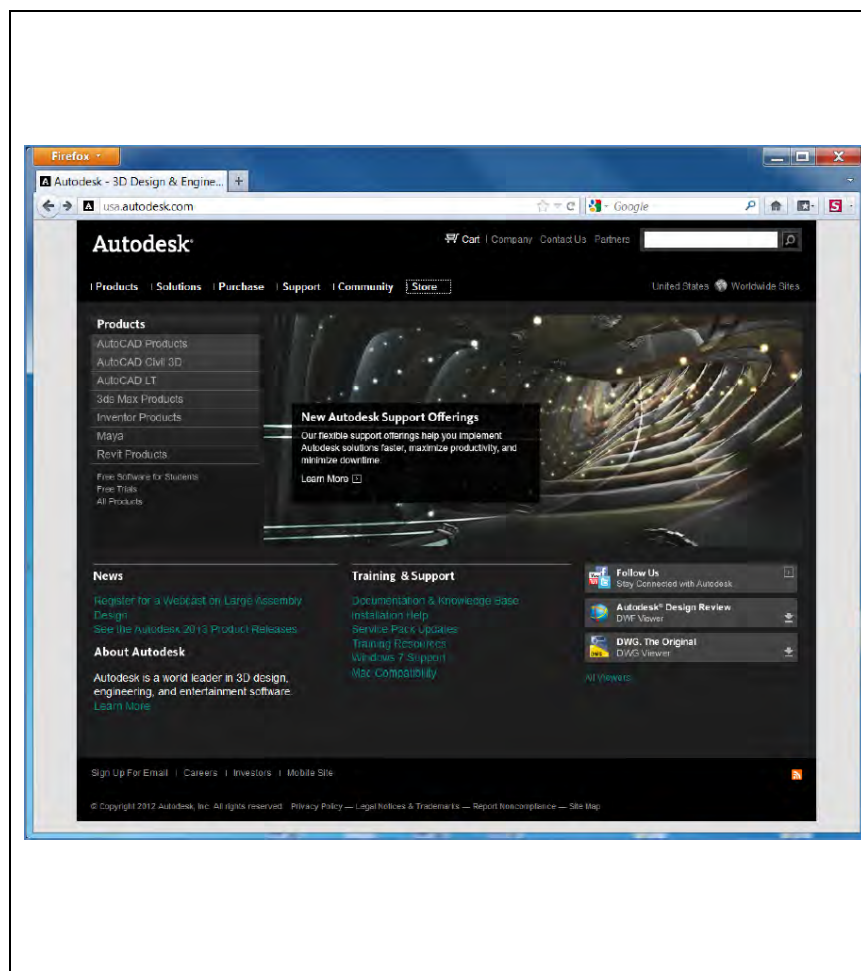 Firefox
Autodesk - 3D Design & Engine...
usa.autodesk.com
Google
Autodesk
Cart | Company Contact Us Partners
Products | Solutions | Purchase | Support | Community Store
United States Worldwide Sites
Products
AutoCAD Products
AutoCAD Civil 3D
AutoCAD LT
3ds Max Products
Inventor Products
Maya
Revit Products
Free Software for Students
Free Trials
All Products
New Autodesk Support Offerings
Our flexible support offerings help you implement
Autodesk solutions faster, maximize productivity, and
minimize downtime.
Learn More
News
Register for a Webcast on Large Assembly
Design
See the Autodesk 2013 Product Releases
About Autodesk
Autodesk is a world leader in 3D design,
engineering, and entertainment software.
Learn More
Training & Support
Documentation & Knowledge Base
Installation Help
Service Pack Updates
Training Resources
Windows 7 Support
Mac Compatibility
Follow Us
Stay Connected with Autodesk
Autodesk® Design Review
DWF Viewer
DWG. The Original
DWG Viewer
All Viewers
Sign Up For Email | Careers | Investors | Mobile Site
© Copyright 2012 Autodesk, Inc. All rights reserved. Privacy Policy — Legal Notices & Trademarks — Report Noncompliance — Site Map